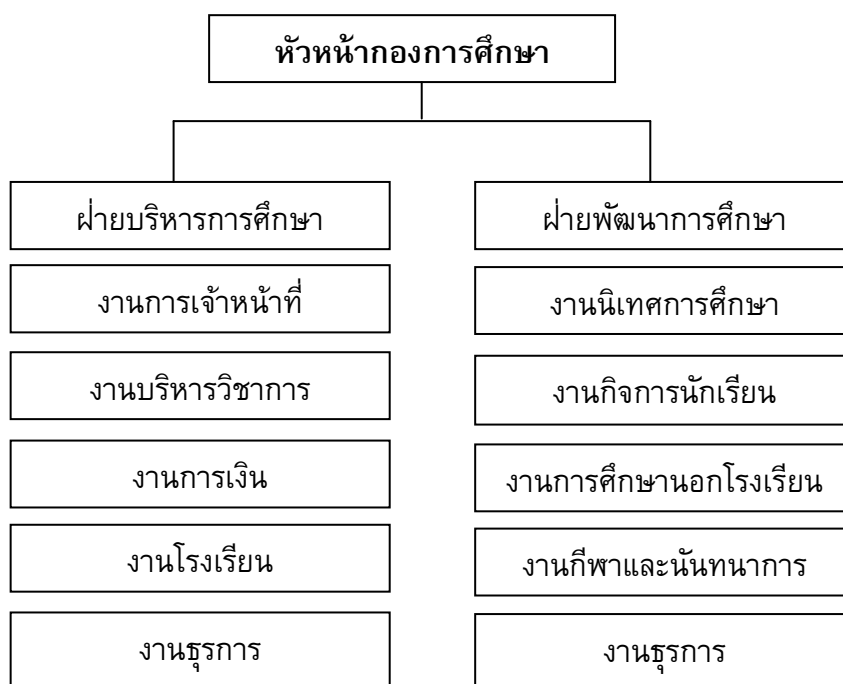 หัวหน้ากองการศึกษา
ฝ่ายบริหารการศึกษา
งานการเจ้าหน้าที่
งานบริหารวิชาการ
งานการเงิน
งานโรงเรียน
งานธุรการ
ฝ่ายพัฒนาการศึกษา
งานนิเทศการศึกษา
งานกิจการนักเรียน
งานการศึกษานอกโรงเรียน
งานกีฬาและนันทนาการ
งานธุรการ